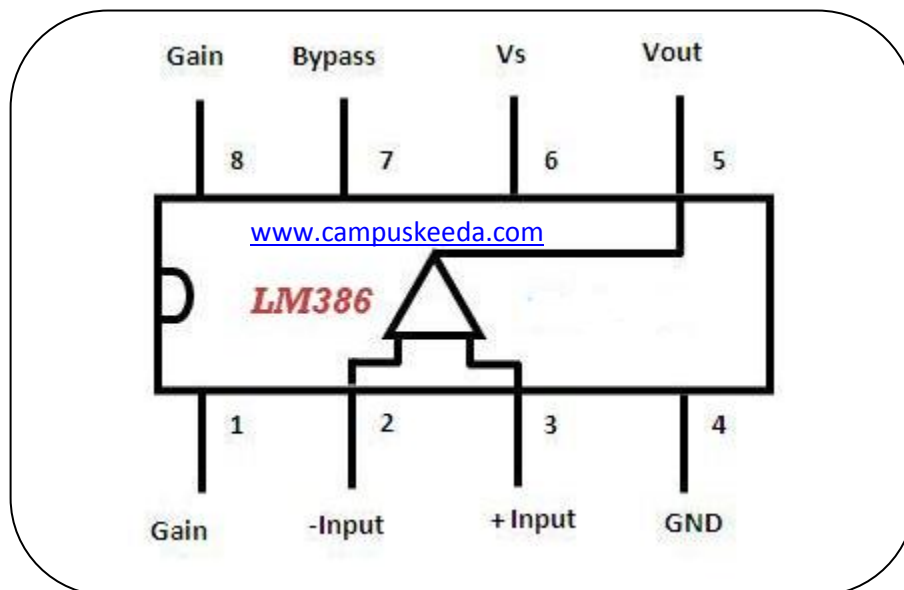 Gain Bypass Vs Vout
8 7 6 5
www.campuskeeda.com
LM386
1 2 3 4
Gain -Input +Input GND